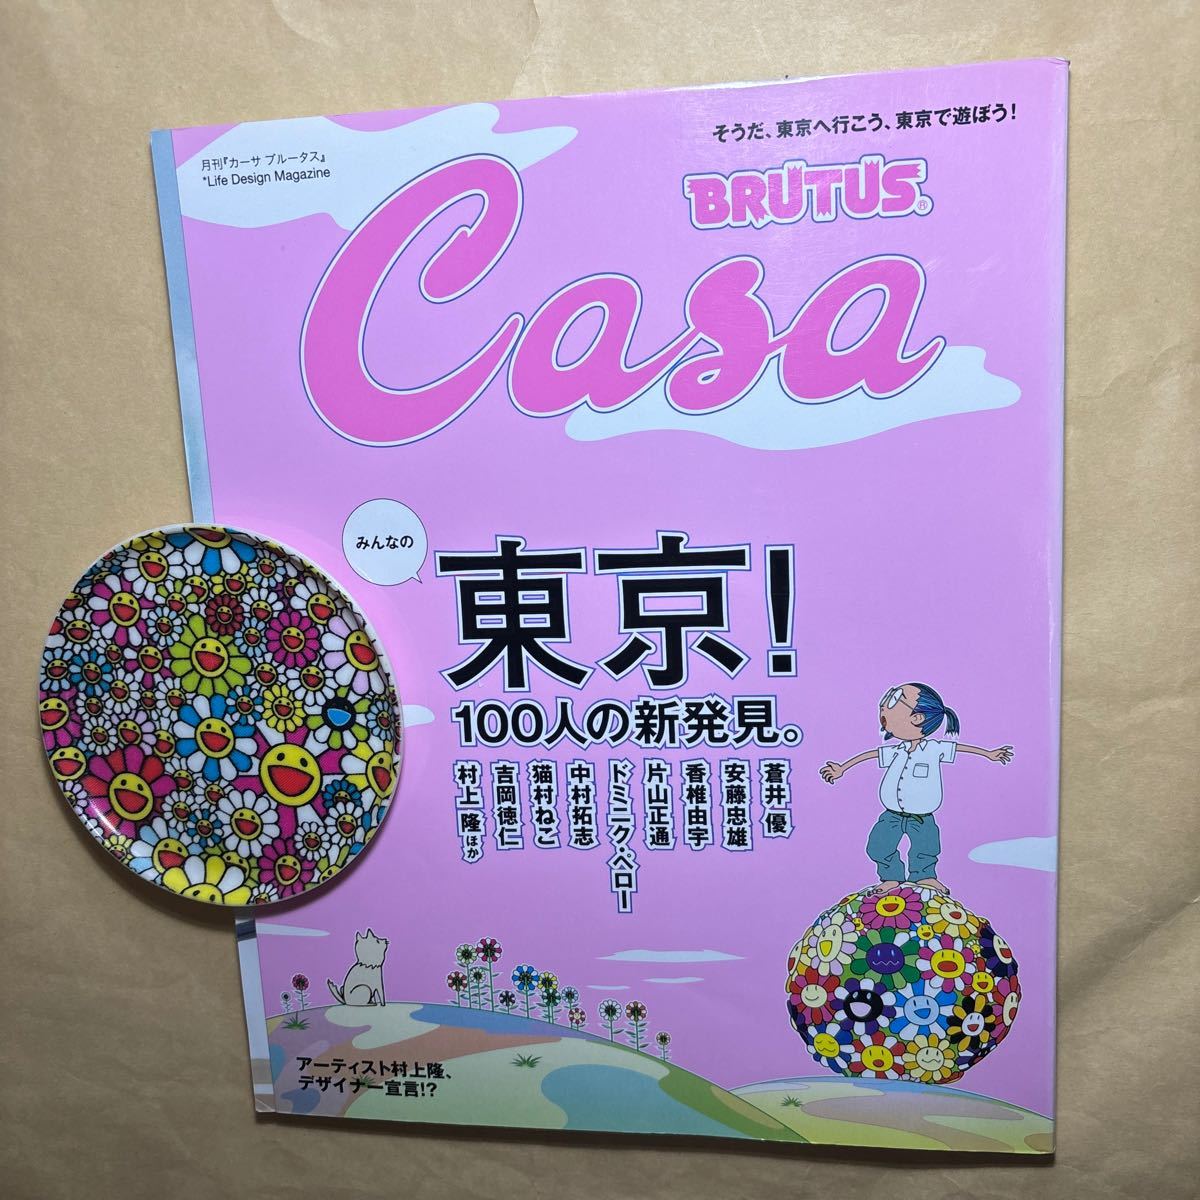 そうだ、東京へ行こう、東京で遊ぼう！
月刊『カーサ ブルータス』
*Life Design Magazine
BRUTUS®
Casa
みんなの
東京！
100人の新発見。
蒼井 優
安藤忠雄
香椎由宇
片山正通
ドミニク・ペロー
中村拓志
猫村ねこ
吉岡徳仁
村上 隆ほか
アーティスト村上隆、
デザイナー宣言!?